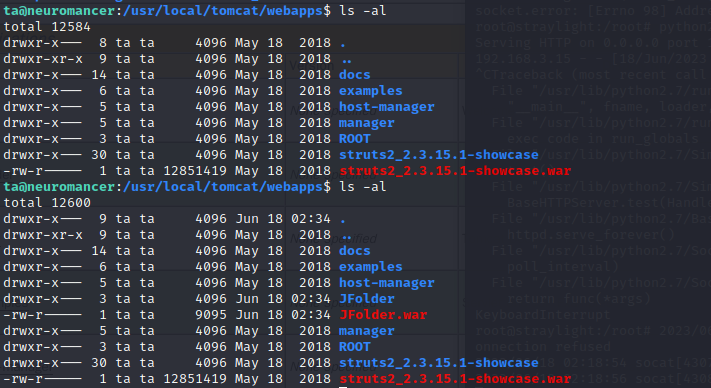 ta@neuromancer:/usr/local/tomcat/webapps$ ls -al
total 12584
drwxr-x--- 8 ta ta 4096 May 18 2018 .
drwxr-xr-x 9 ta ta 4096 May 18 2018 ..
drwxr-x--- 14 ta ta 4096 May 18 2018 docs
drwxr-x--- 6 ta ta 4096 May 18 2018 examples
drwxr-x--- 5 ta ta 4096 May 18 2018 host-manager
drwxr-x--- 5 ta ta 4096 May 18 2018 manager
drwxr-x--- 3 ta ta 4096 May 18 2018 ROOT
drwxr-x--- 30 ta ta 4096 May 18 2018 struts2_2.3.15.1-showcase
-rw-r----- 1 ta ta 12851419 May 18 2018 struts2_2.3.15.1-showcase.war
ta@neuromancer:/usr/local/tomcat/webapps$ ls -al
total 12600
drwxr-x--- 9 ta ta 4096 Jun 18 02:34 .
drwxr-xr-x 9 ta ta 4096 May 18 2018 ..
drwxr-x--- 14 ta ta 4096 May 18 2018 docs
drwxr-x--- 6 ta ta 4096 May 18 2018 examples
drwxr-x--- 5 ta ta 4096 May 18 2018 host-manager
drwxr-x--- 3 ta ta 4096 Jun 18 02:34 JFolder
-rw-r----- 1 ta ta 9095 Jun 18 02:34 JFolder.war
drwxr-x--- 5 ta ta 4096 May 18 2018 manager
drwxr-x--- 3 ta ta 4096 May 18 2018 ROOT
drwxr-x--- 30 ta ta 4096 May 18 2018 struts2_2.3.15.1-showcase
-rw-r----- 1 ta ta 12851419 May 18 2018 struts2_2.3.15.1-showcase.war